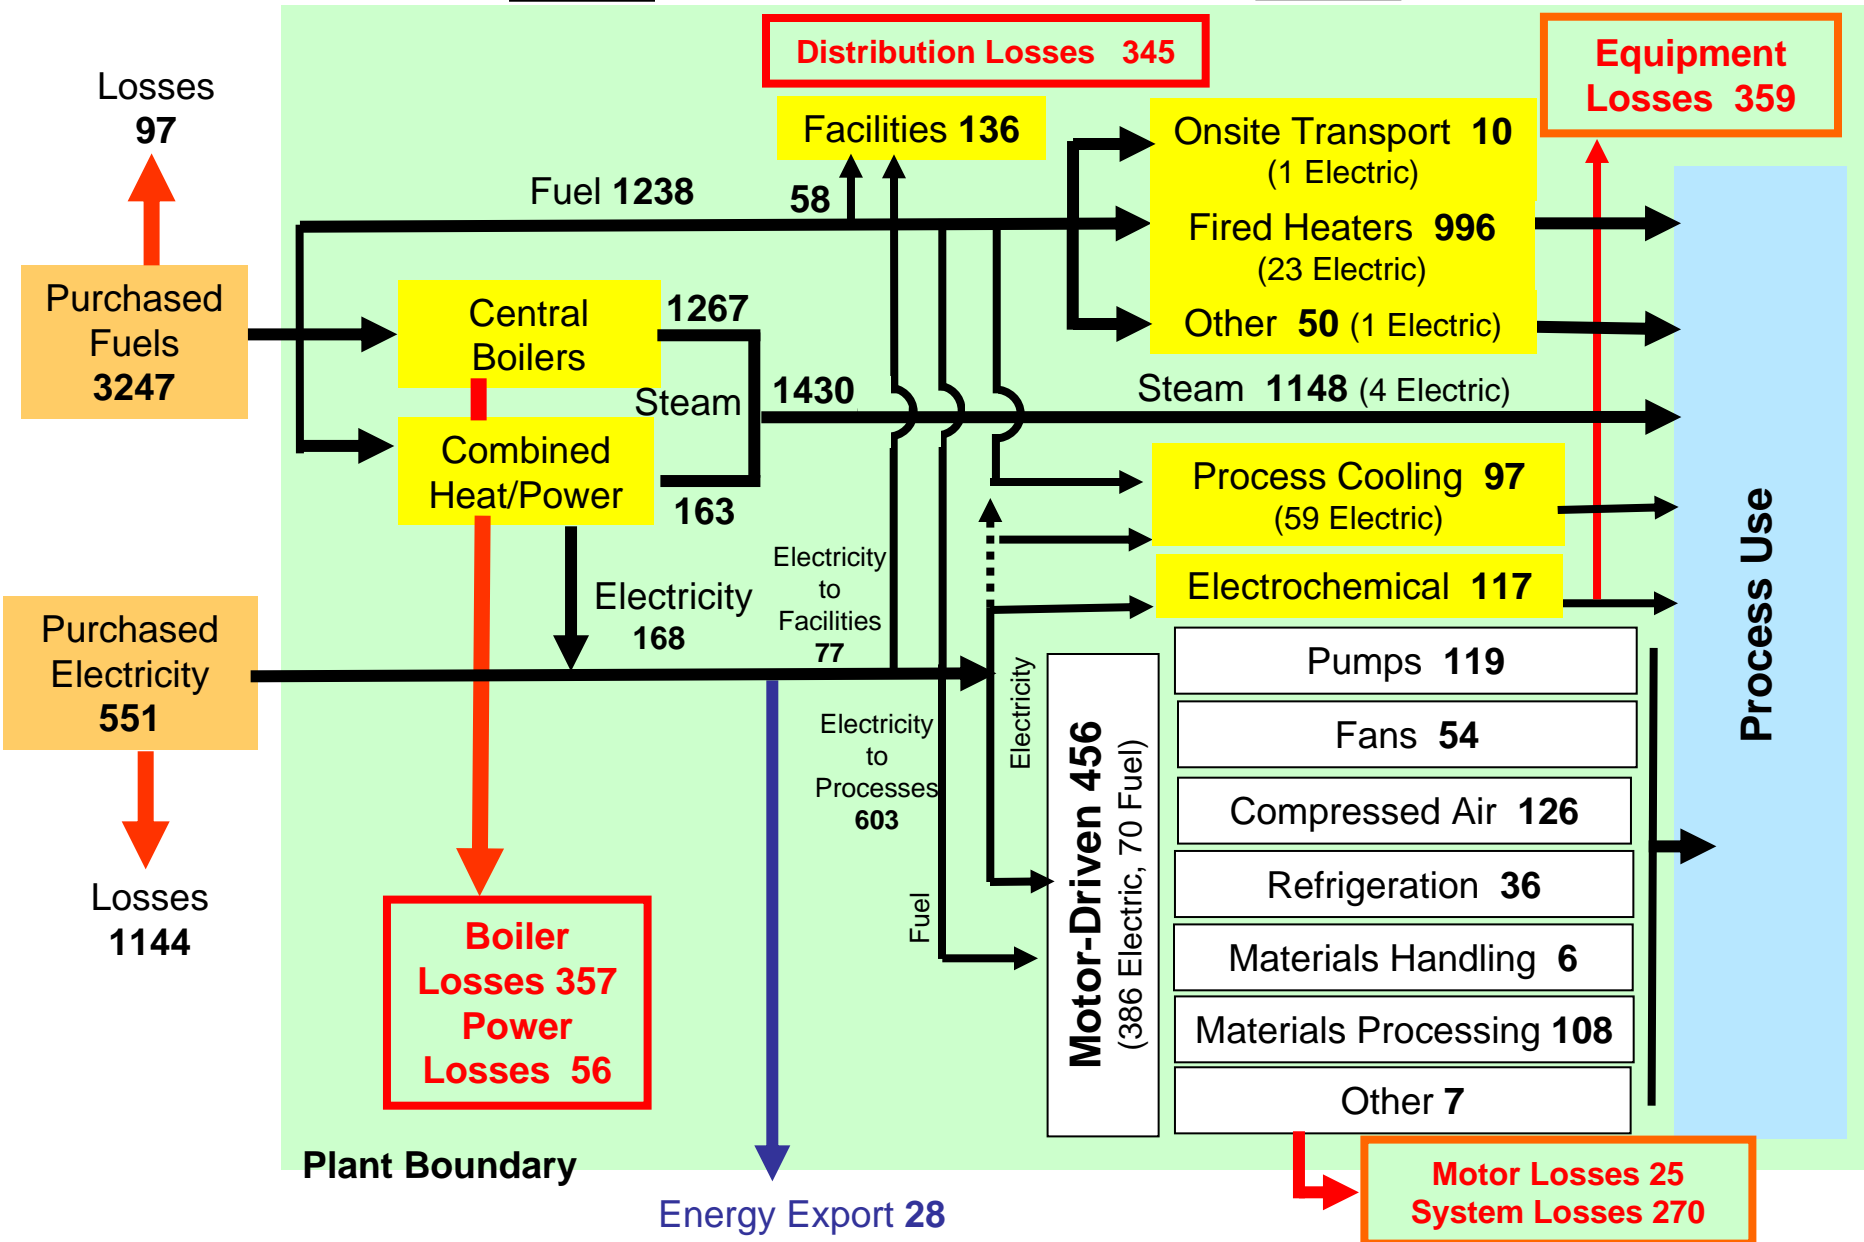 Distribution Losses 345
Equipment
Losses 359
Losses
97
Facilities 136
Onsite Transport 10
(1 Electric)
Fuel 1238
58
Fired Heaters 996
(23 Electric)
Purchased
Fuels
3247
Central
Boilers
1267
Other 50 (1 Electric)
Steam
1430
Steam 1148 (4 Electric)
Combined
Heat/Power
163
Process Cooling 97
(59 Electric)
Process Use
Electricity
168
Electricity
to
Facilities
77
Electrochemical 117
Purchased
Electricity
551
Electricity
to
Processes
603
Electricity
Fuel
Motor-Driven 456
(386 Electric, 70 Fuel)
Pumps 119
Fans 54
Compressed Air 126
Refrigeration 36
Materials Handling 6
Materials Processing 108
Other 7
Losses
1144
Boiler
Losses 357
Power
Losses 56
Plant Boundary
Energy Export 28
Motor Losses 25
System Losses 270